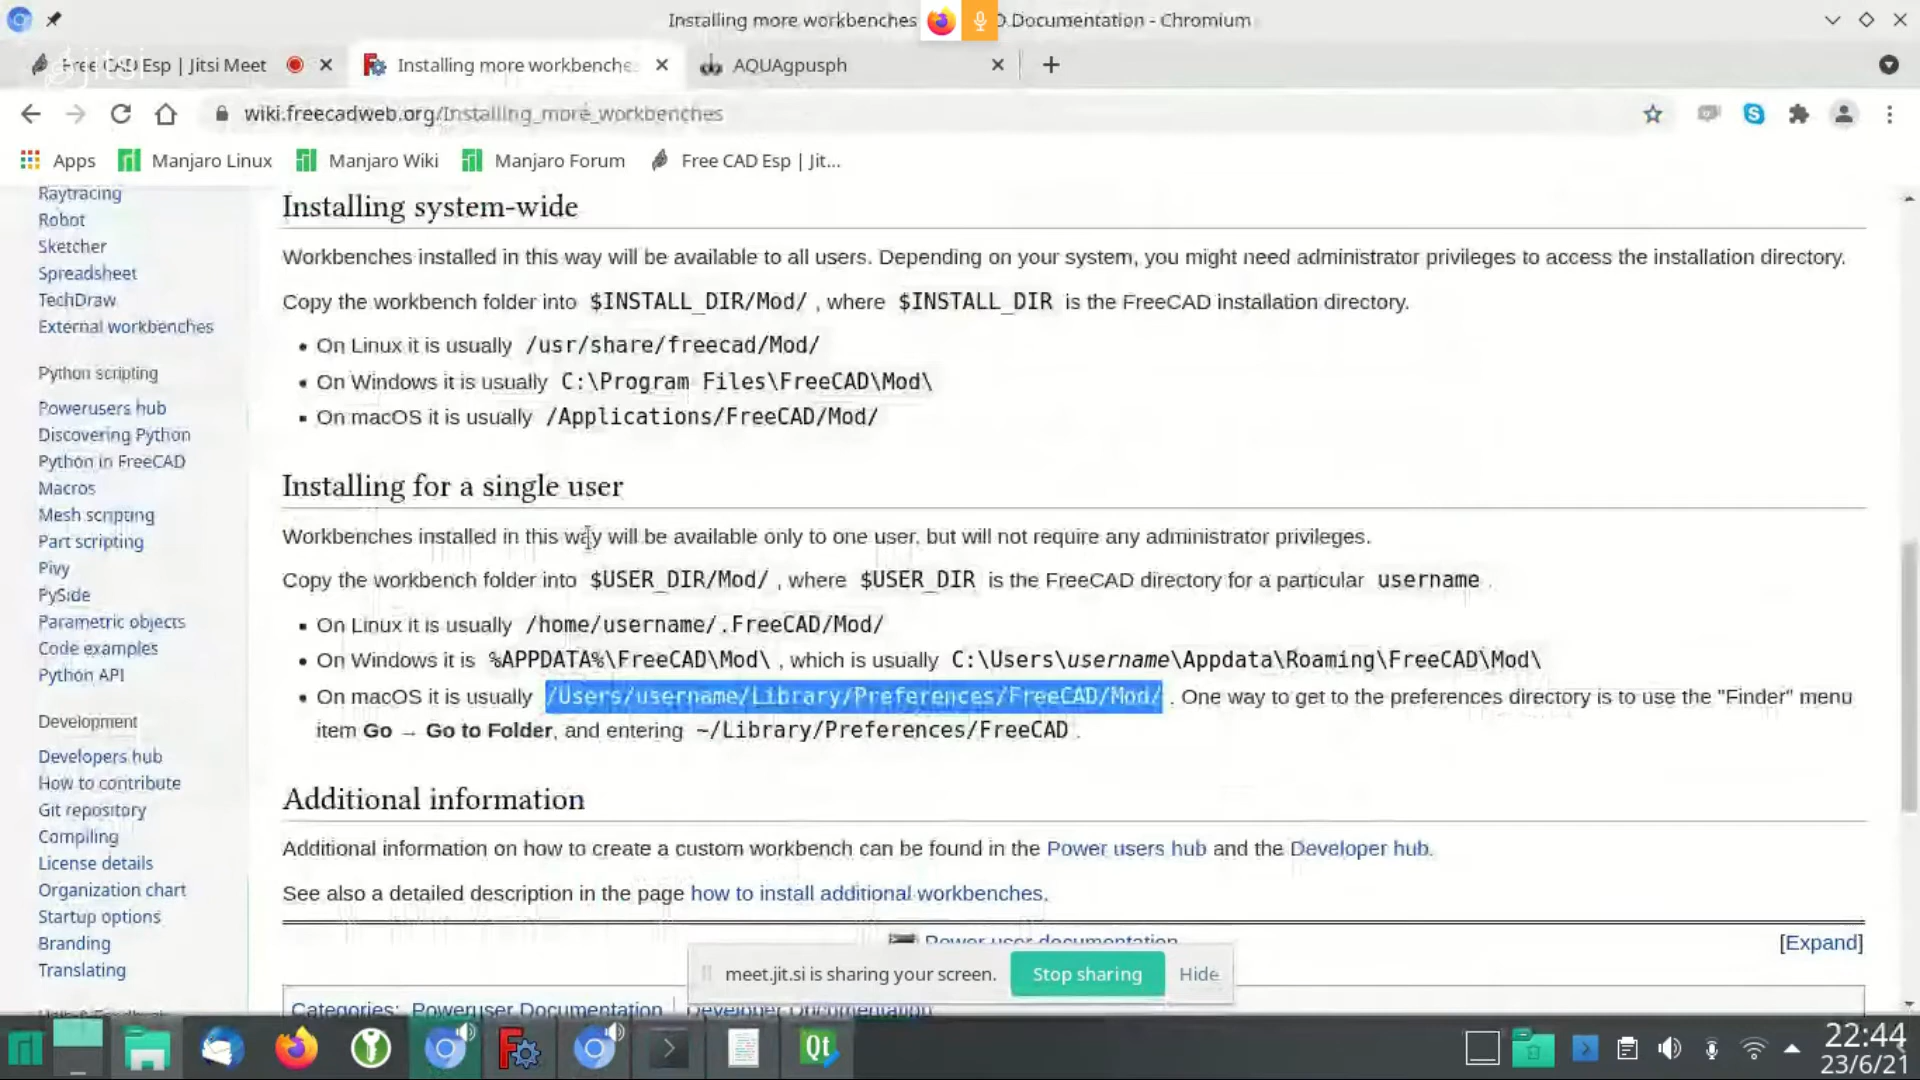 Installing more workbenches
D Documentation - Chromium
Free CAD Esp | Jitsi Meet
jitsi
Installing more workbenche
AQUAgpusph
wiki.freecadweb.org/Installing_more_workbenches
Apps
Manjaro Linux
Manjaro Wiki
Manjaro Forum
Free CAD Esp | Jit...
Raytracing
Robot
Sketcher
Spreadsheet
TechDraw
External workbenches
Python scripting
Powerusers hub
Discovering Python
Python in FreeCAD
Macros
Mesh scripting
Part scripting
Pivy
PySide
Parametric objects
Code examples
Python API
Development
Developers hub
How to contribute
Git repository
Compiling
License details
Organization chart
Startup options
Branding
Translating
Installing system-wide
Workbenches installed in this way will be available to all users. Depending on your system, you might need administrator privileges to access the installation directory.
Copy the workbench folder into $INSTALL_DIR/Mod/ , where $INSTALL_DIR is the FreeCAD installation directory.
• On Linux it is usually /usr/share/freecad/Mod/
• On Windows it is usually C:\Program Files\FreeCAD\Mod\
• On macOS it is usually /Applications/FreeCAD/Mod/
Installing for a single user
Workbenches installed in this way will be available only to one user, but will not require any administrator privileges.
Copy the workbench folder into $USER_DIR/Mod/ , where $USER_DIR is the FreeCAD directory for a particular username .
• On Linux it is usually /home/username/.FreeCAD/Mod/
• On Windows it is %APPDATA%\FreeCAD\Mod\ , which is usually C:\Users\username\Appdata\Roaming\FreeCAD\Mod\
• On macOS it is usually /Users/username/Library/Preferences/FreeCAD/Mod/ . One way to get to the preferences directory is to use the "Finder" menu
item Go → Go to Folder, and entering ~/Library/Preferences/FreeCAD .
Additional information
Additional information on how to create a custom workbench can be found in the Power users hub and the Developer hub.
See also a detailed description in the page how to install additional workbenches.
Power user documentation
[Expand]
meet.jit.si is sharing your screen.
Stop sharing
Hide
Categories: Poweruser Documentation | Developer Documentation
Qt
22:44
23/6/21